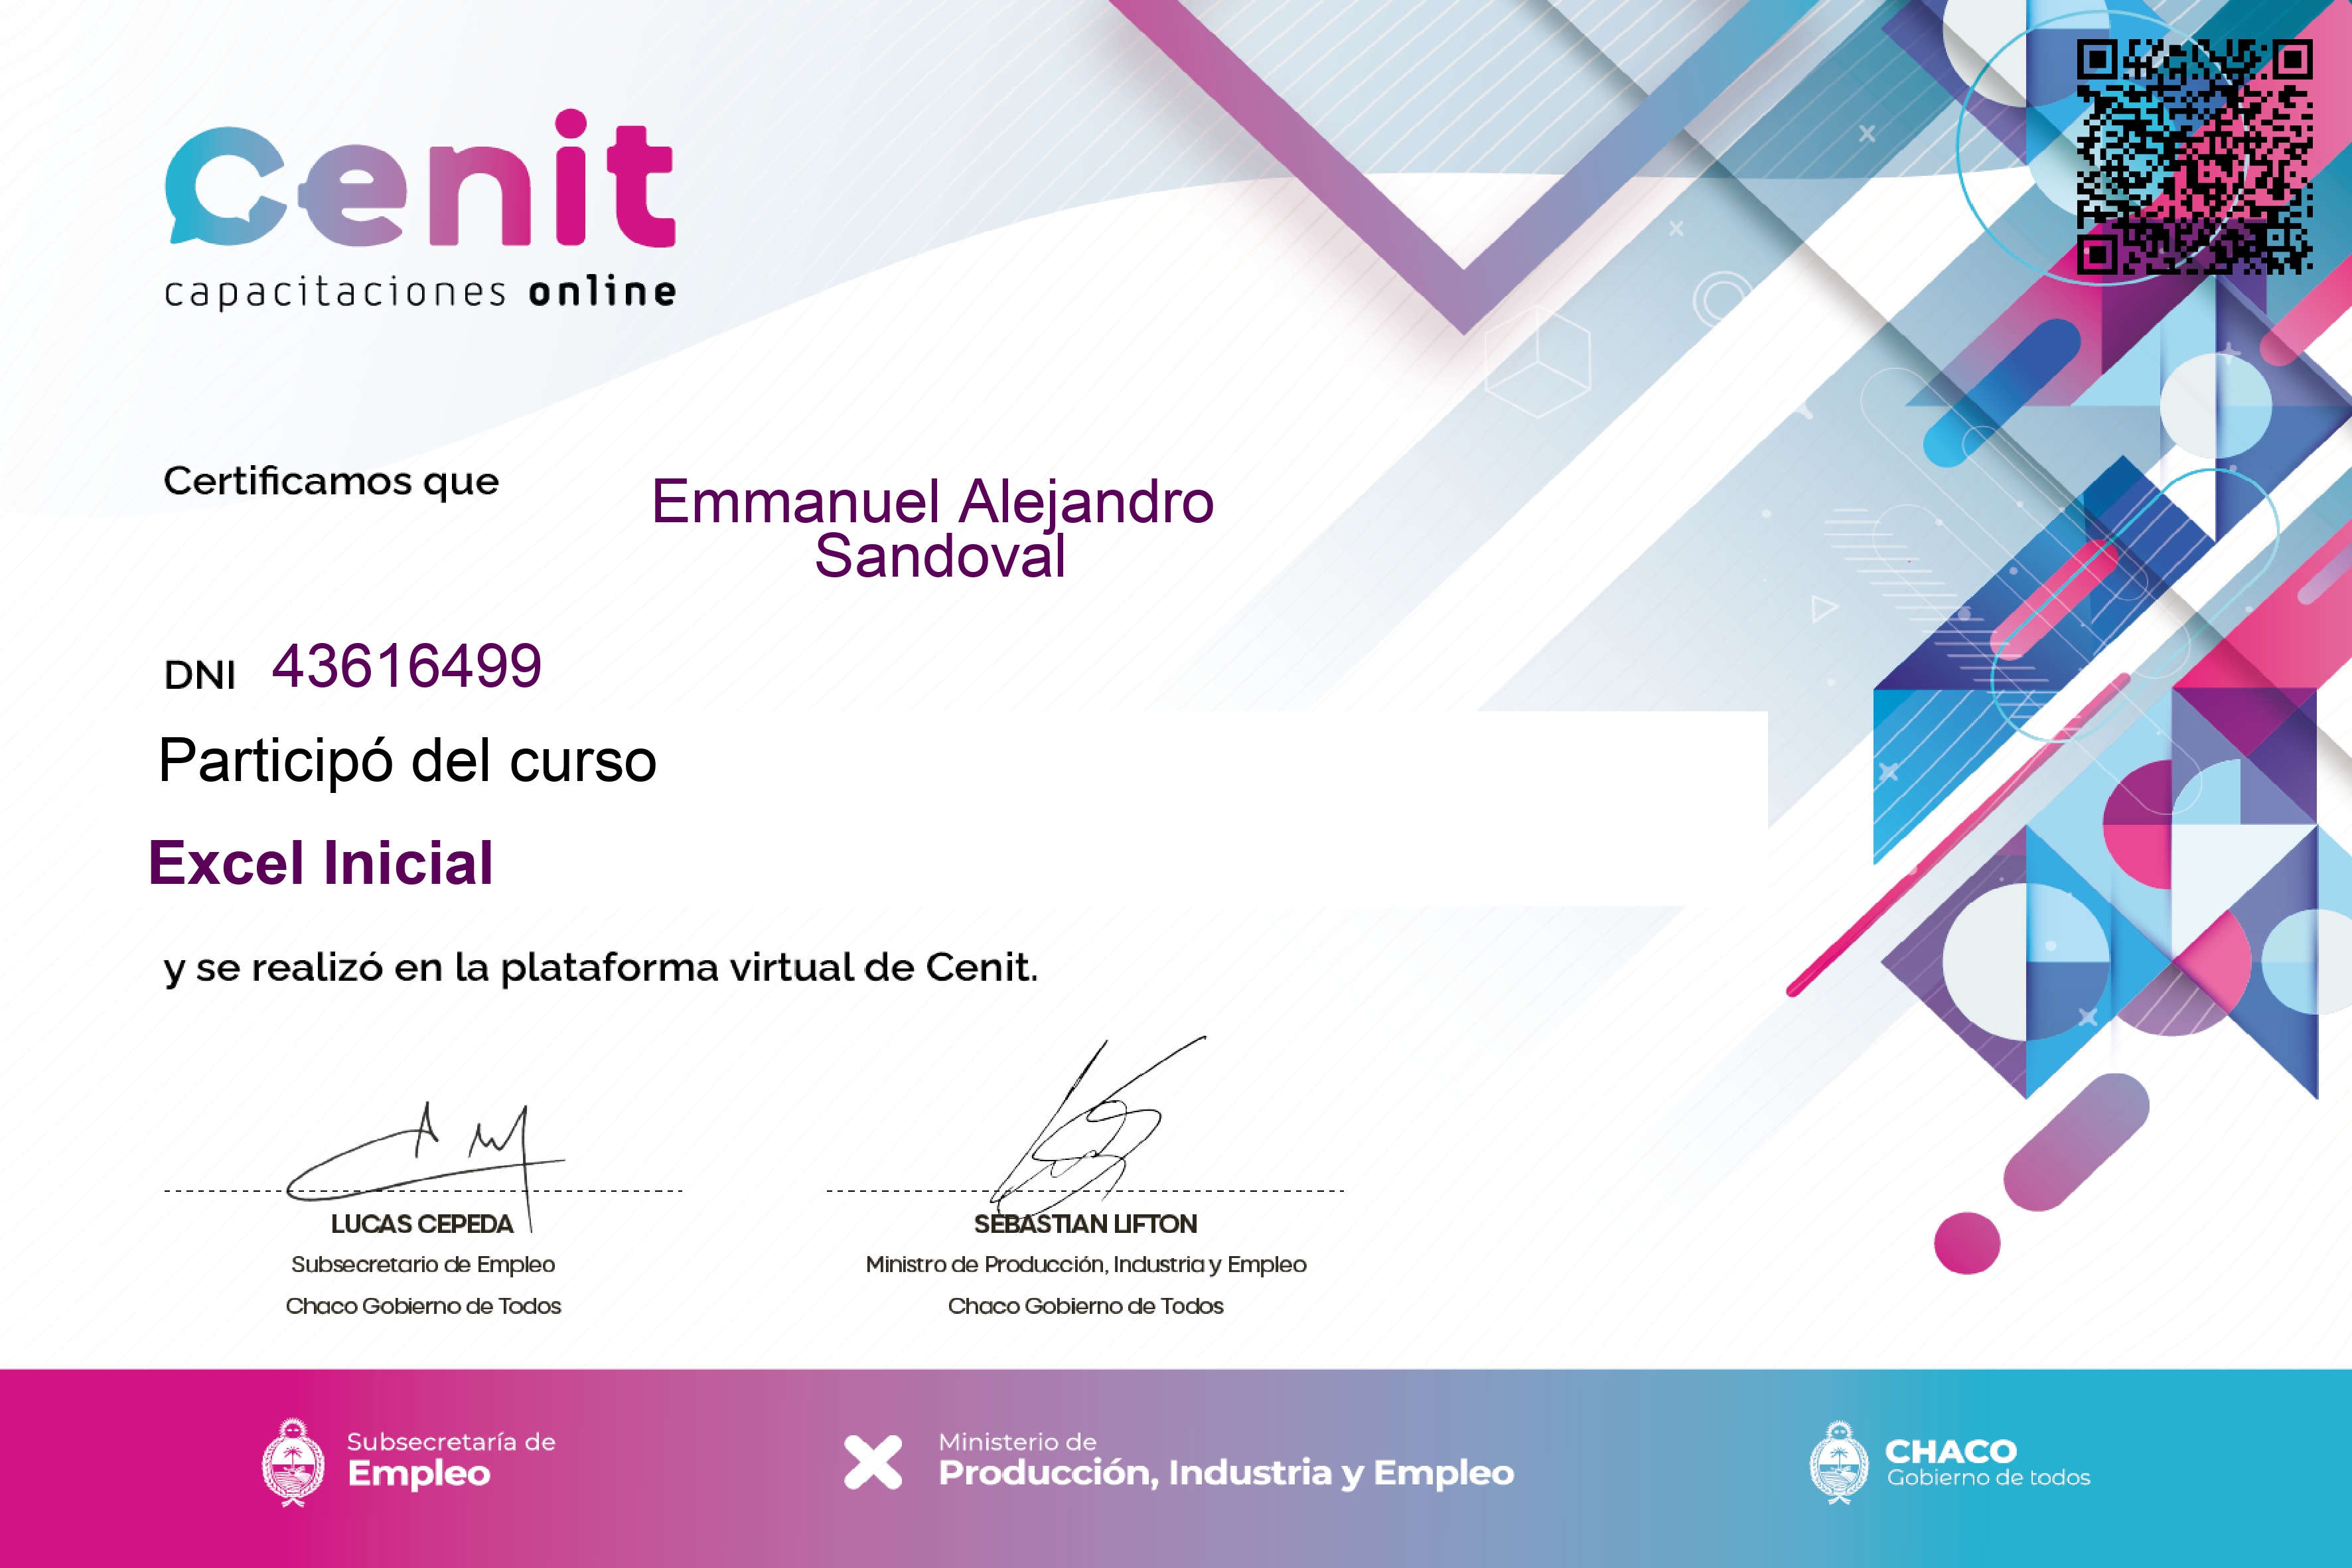 Cenit
capacitaciones online
Certificamos que
Emmanuel Alejandro
Sandoval
DNI 43616499
Participó del curso
Excel Inicial
y se realizó en la plataforma virtual de Cenit.
LUCAS CEPEDA
Subsecretario de Empleo
Chaco Gobierno de Todos
SEBASTIAN LIFTON
Ministro de Producción, Industria y Empleo
Chaco Gobierno de Todos
Subsecretaría de
Empleo
Ministerio de
Producción, Industria y Empleo
CHACO
Gobierno de todos